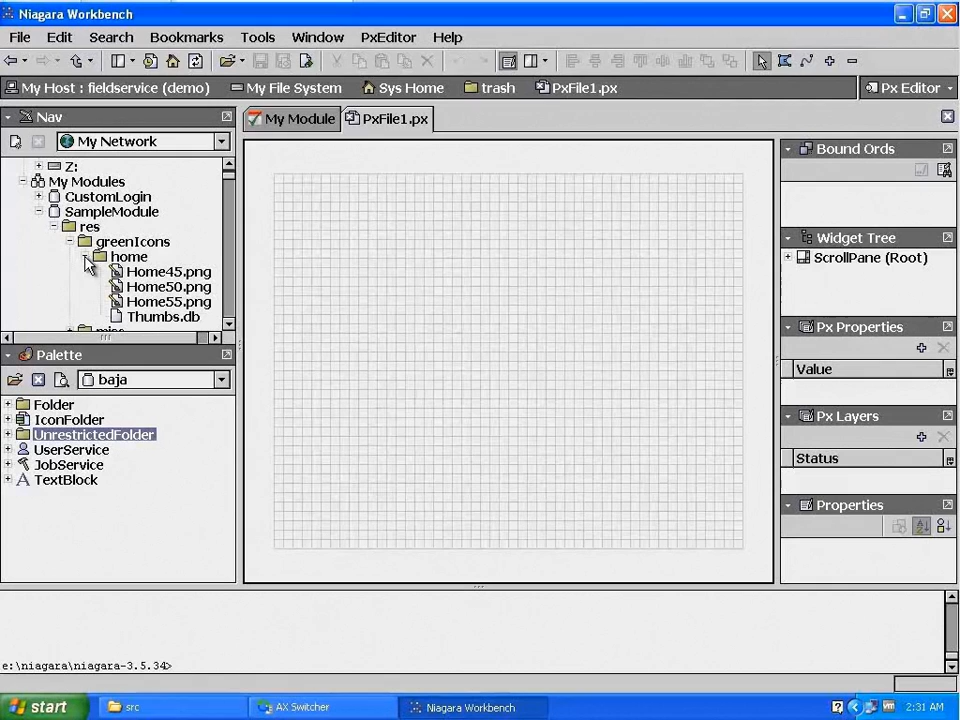 Niagara Workbench
File Edit Search Bookmarks Tools Window PxEditor Help
My Host : fieldservice (demo) My File System Sys Home trash PxFile1.px Px Editor
Nav
My Module PxFile1.px
My Network
Z:
My Modules
CustomLogin
SampleModule
res
greenIcons
home
Home45.png
Home50.png
Home55.png
Thumbs.db
Palette
baja
Folder
IconFolder
UnrestrictedFolder
UserService
JobService
TextBlock
Bound Ords
Widget Tree
ScrollPane (Root)
Px Properties
Value
Px Layers
Status
Properties
e:\niagara\niagara-3.5.34>
start src AX Switcher Niagara Workbench 2:31 AM